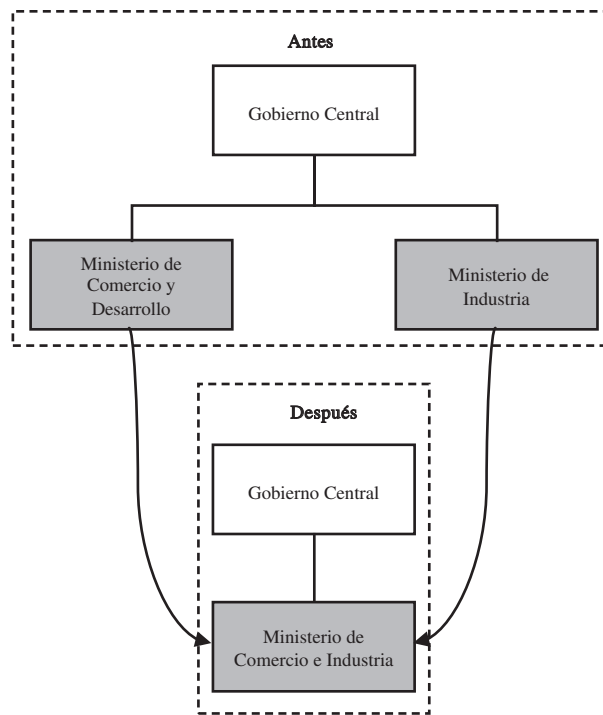 Antes
Gobierno Central
Ministerio de
Comercio y
Desarrollo
Ministerio de
Industria
Después
Gobierno Central
Ministerio de
Comercio e Industria